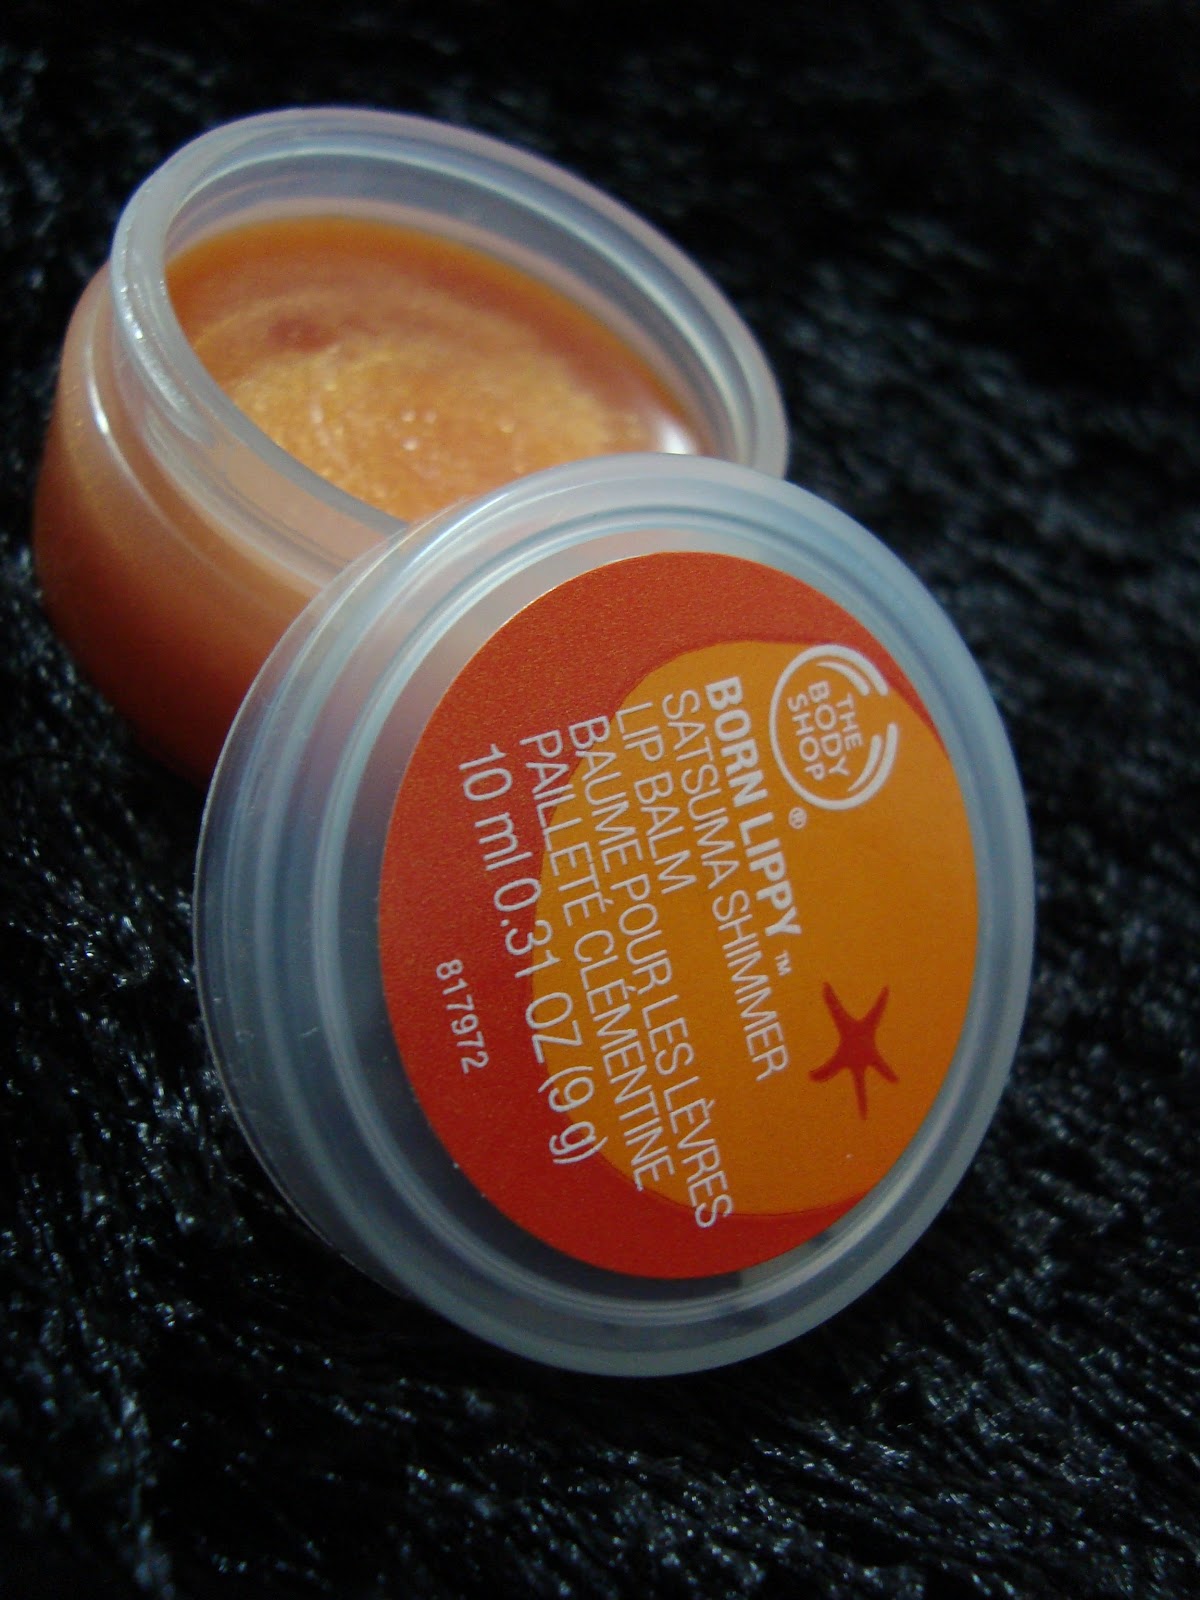 THE
BODY
SHOP
®
BORN LIPPY™
SATSUMA SHIMMER
LIP BALM
BAUME POUR LES LÈVRES
PAILLETÉ CLÉMENTINE
10 ml 0.31 OZ (9 g)
817972